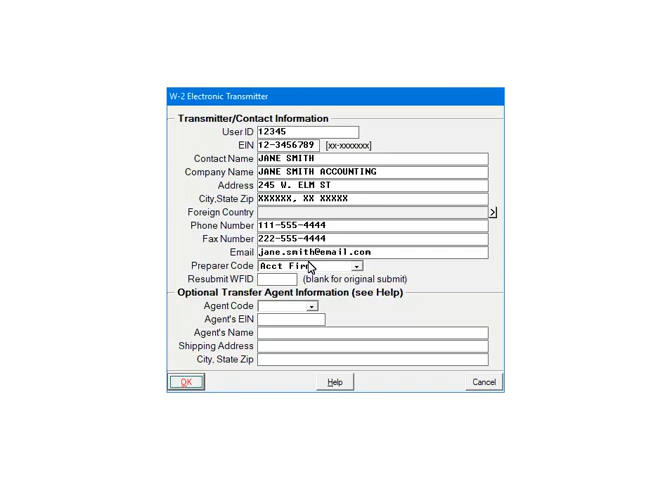 W-2 Electronic Transmitter
Transmitter/Contact Information
User ID 12345
EIN 12-3456789 [xx-xxxxxxx]
Contact Name JANE SMITH
Company Name JANE SMITH ACCOUNTING
Address 245 W. ELM ST
City,State Zip XXXXXX, XX XXXXX
Foreign Country >
Phone Number 111-555-4444
Fax Number 222-555-4444
Email jane.smith@email.com
Preparer Code Acct Firm
Resubmit WFID (blank for original submit)
Optional Transfer Agent Information (see Help)
Agent Code
Agent's EIN
Agent's Name
Shipping Address
City, State Zip
OK Help Cancel